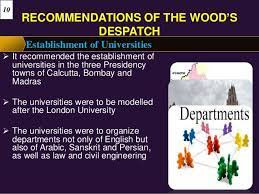 10
RECOMMENDATIONS OF THE WOOD'S
DESPATCH
Establishment of Universities
It recommended the establishment of
universities in the three Presidency
towns of Calcutta, Bombay and
Madras
The universities were to be modelled
after the London University
The universities were to organize
departments not only of English but
also of Arabic, Sanskrit and Persian,
as well as law and civil engineering
Departments